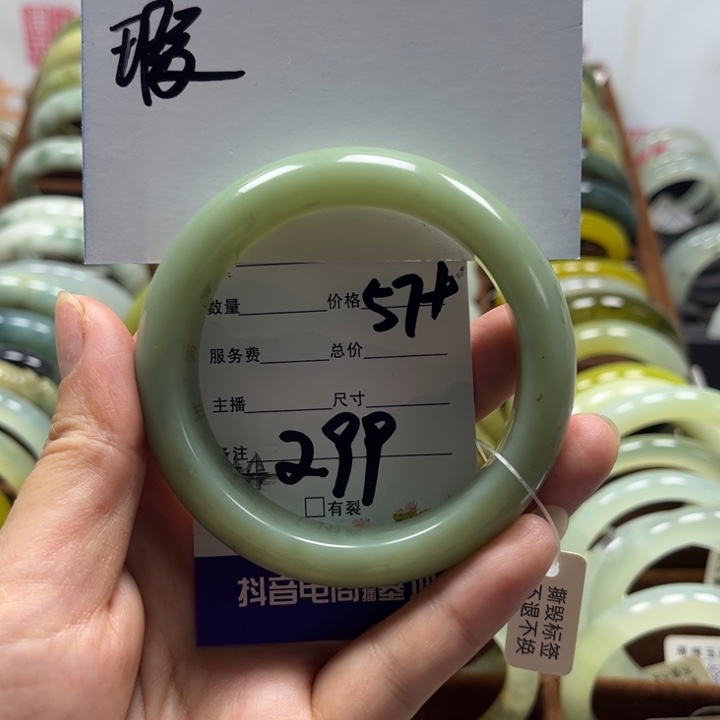 瑕
数量 价格 57#
服务费 总价
主播 尺寸
备注 299
□有裂
抖音电商
撕毁标签
不退不换